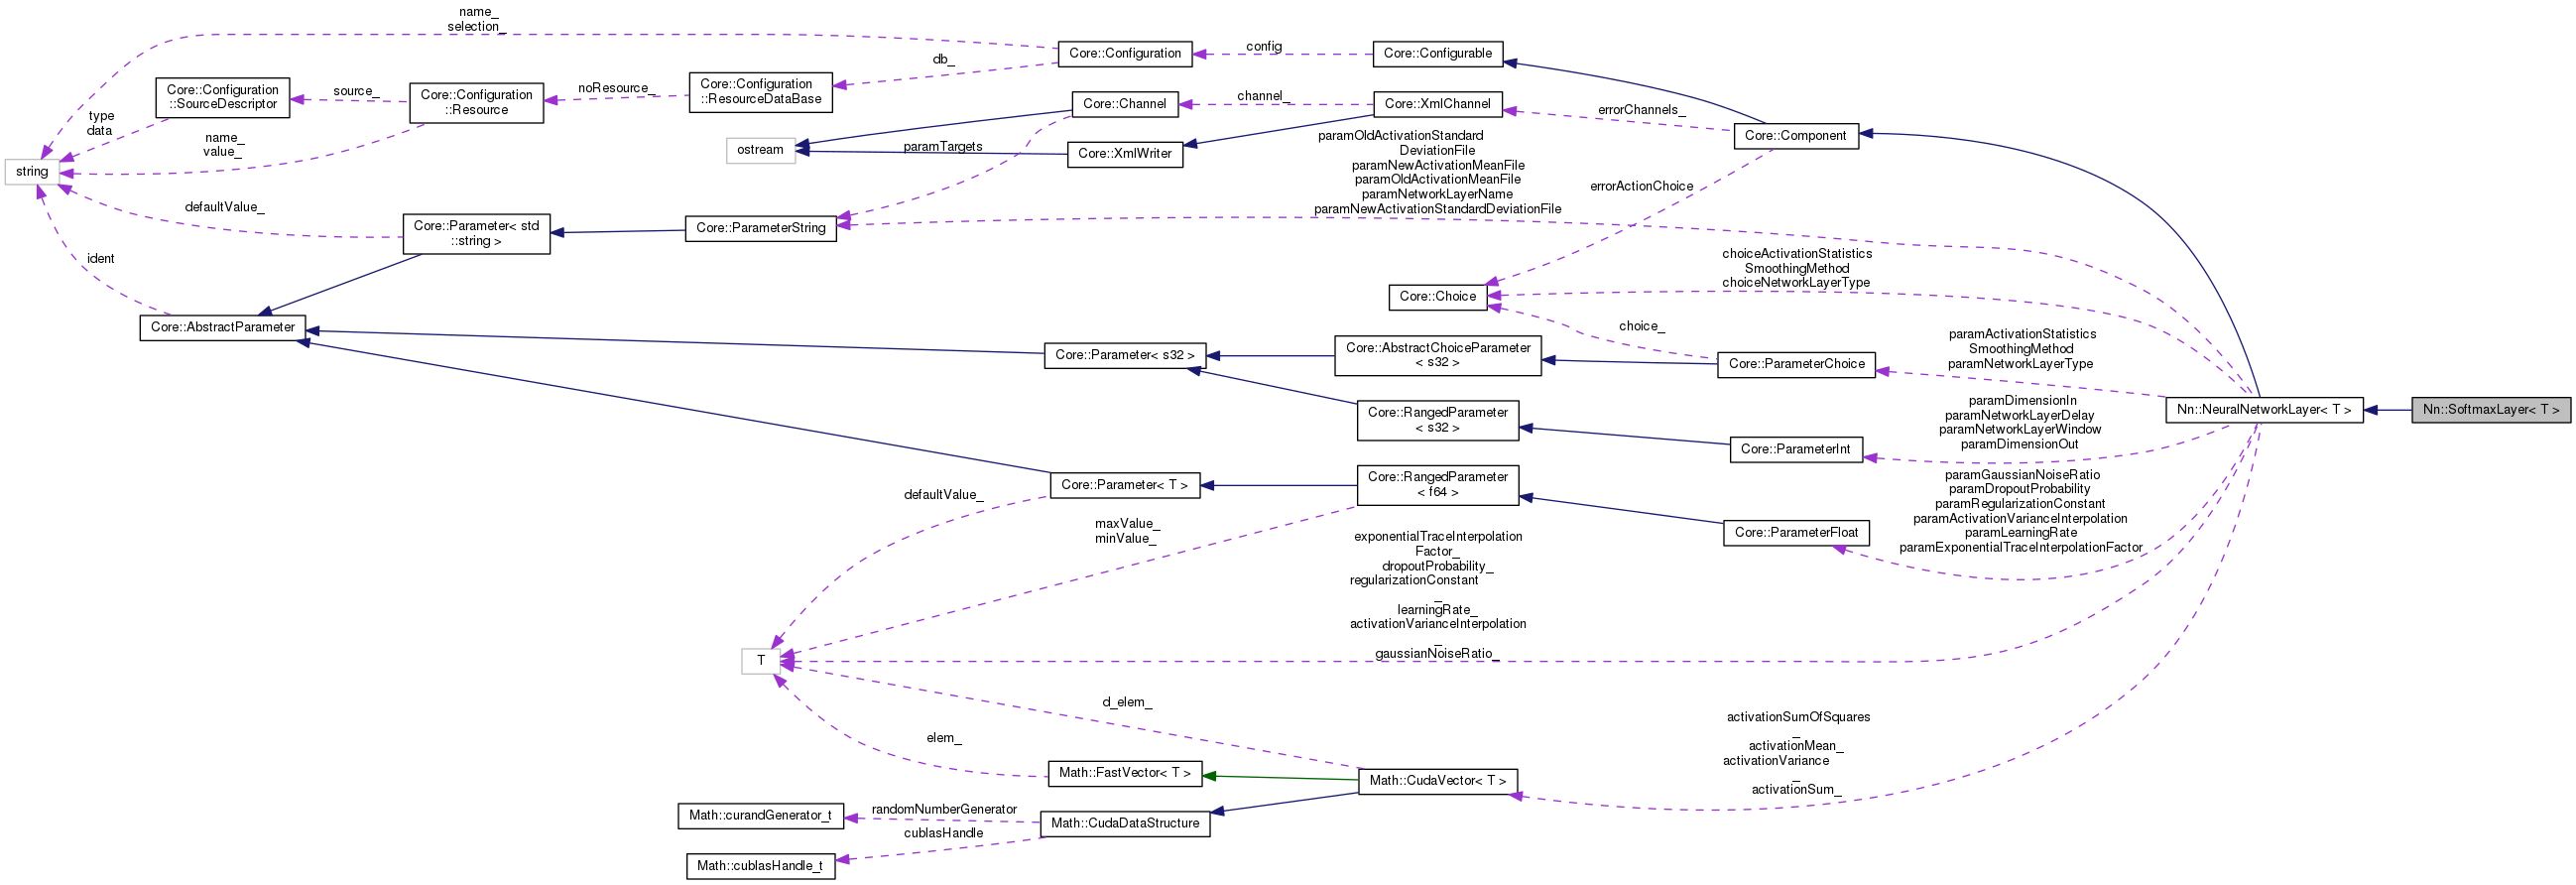 name_
selection_
Core::Configuration
config
Core::Configurable
db_
Core::Configuration
::SourceDescriptor
source_
Core::Configuration
::Resource
noResource_
Core::Configuration
::ResourceDataBase
Core::Channel
channel_
Core::XmlChannel
errorChannels_
type
data
name_
value_
ostream
paramTargets
Core::XmlWriter
Core::Component
string
paramOldActivationStandard
DeviationFile
paramNewActivationMeanFile
paramOldActivationMeanFile
paramNetworkLayerName
paramNewActivationStandardDeviationFile
errorActionChoice
defaultValue_
Core::Parameter< std
::string >
Core::ParameterString
ident
choiceActivationStatistics
SmoothingMethod
choiceNetworkLayerType
Core::Choice
Core::AbstractParameter
choice_
Core::Parameter< s32 >
Core::AbstractChoiceParameter
< s32 >
Core::ParameterChoice
paramActivationStatistics
SmoothingMethod
paramNetworkLayerType
Core::RangedParameter
< s32 >
paramDimensionIn
paramNetworkLayerDelay
paramNetworkLayerWindow
paramDimensionOut
Nn::NeuralNetworkLayer< T >
Nn::SoftmaxLayer< T >
Core::ParameterInt
Core::Parameter< T >
Core::RangedParameter
< f64 >
defaultValue_
paramGaussianNoiseRatio
paramDropoutProbability
paramRegularizationConstant
paramActivationVarianceInterpolation
paramLearningRate
paramExponentialTraceInterpolationFactor
maxValue_
minValue_
Core::ParameterFloat
exponentialTraceInterpolation
Factor_
dropoutProbability_
regularizationConstant
_
learningRate_
activationVarianceInterpolation
_
gaussianNoiseRatio_
T
d_elem_
elem_
activationSumOfSquares
_
activationMean_
activationVariance
_
activationSum_
Math::FastVector< T >
Math::CudaVector< T >
Math::curandGenerator_t
randomNumberGenerator
Math::CudaDataStructure
cublasHandle
Math::cublasHandle_t